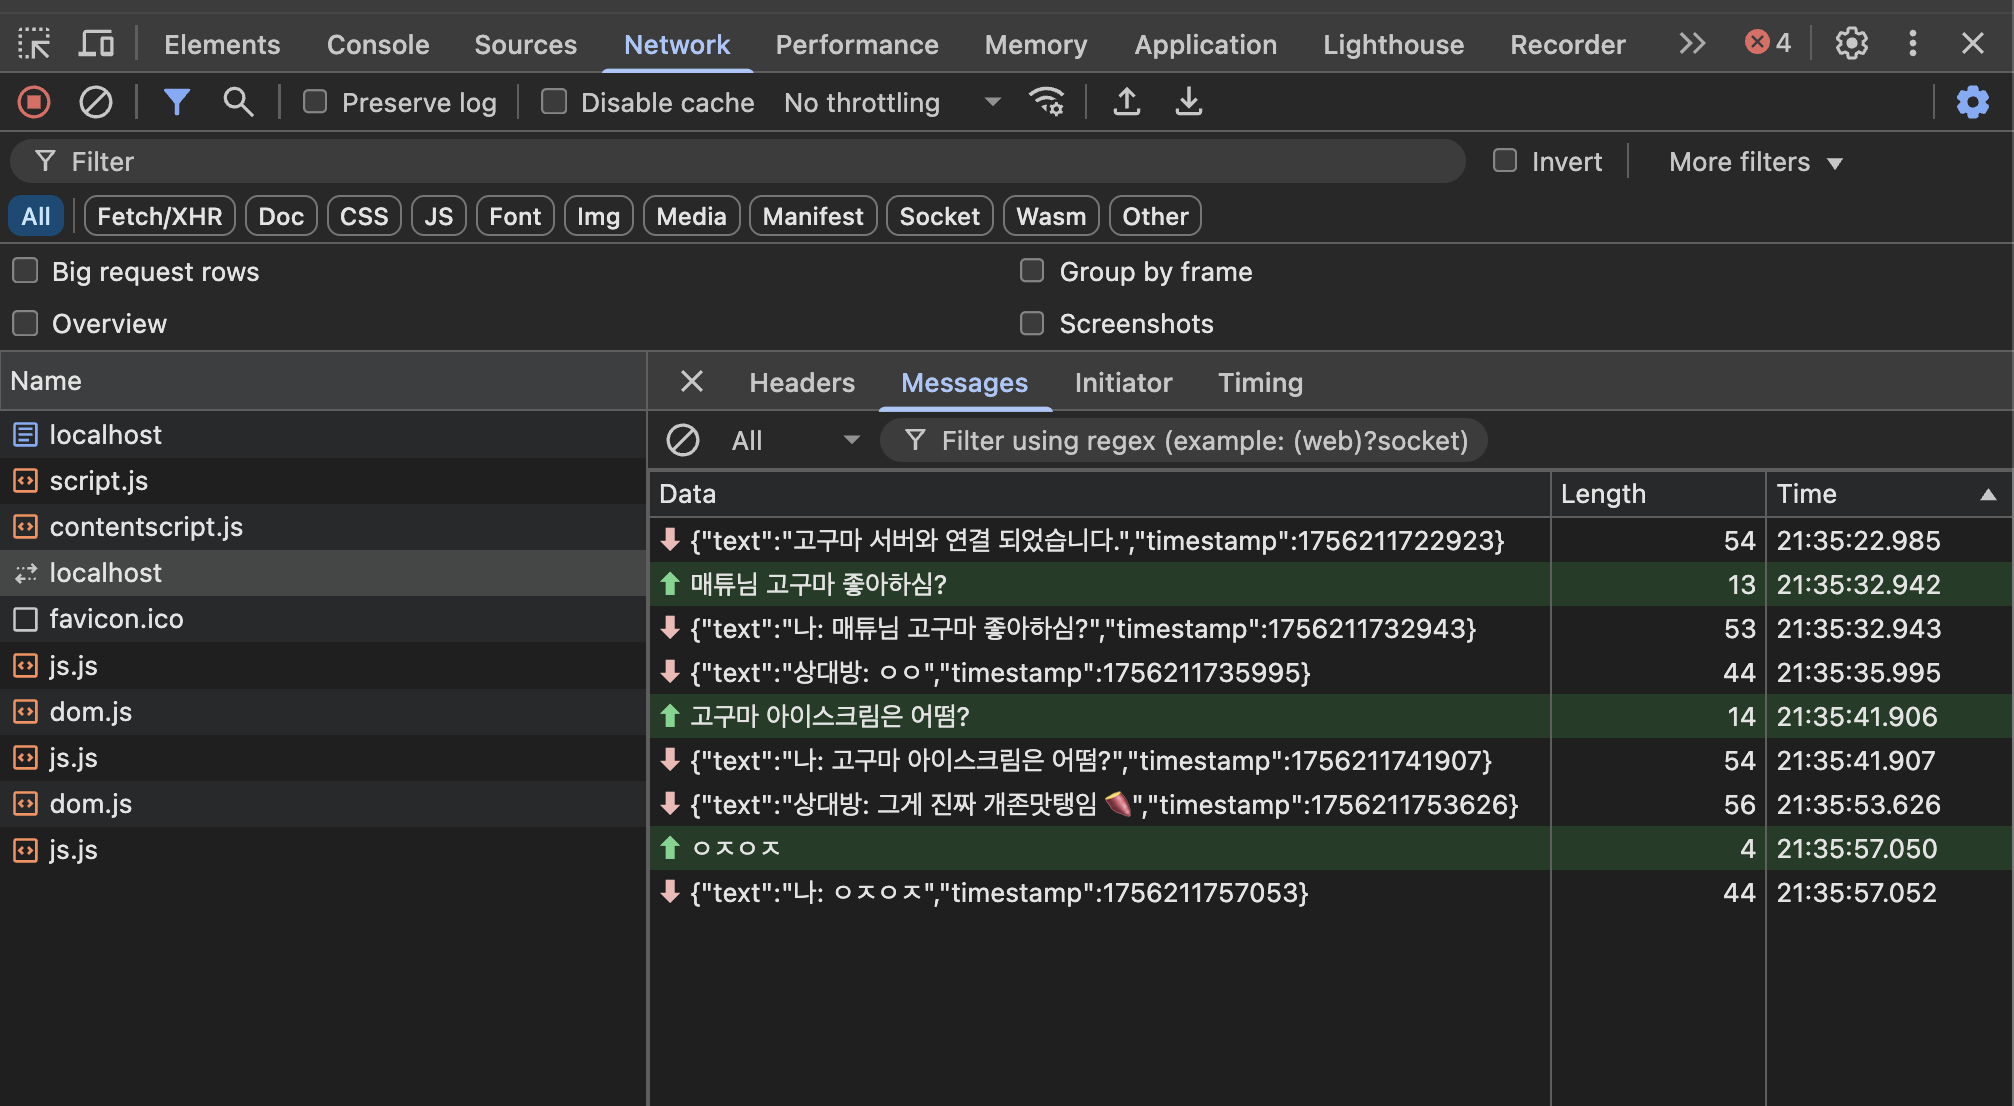 Elements Console Sources Network Performance Memory Application Lighthouse Recorder 4
Preserve log Disable cache No throttling
Filter Invert More filters
All Fetch/XHR Doc CSS JS Font Img Media Manifest Socket Wasm Other
Big request rows Group by frame
Overview Screenshots
Name
localhost
script.js
contentscript.js
localhost
favicon.ico
js.js
dom.js
js.js
dom.js
js.js
Headers Messages Initiator Timing
All Filter using regex (example: (web)?socket)
Data Length Time
{"text":"고구마 서버와 연결 되었습니다.","timestamp":1756211722923} 54 21:35:22.985
매튜님 고구마 좋아하심? 13 21:35:32.942
{"text":"나: 매튜님 고구마 좋아하심?","timestamp":1756211732943} 53 21:35:32.943
{"text":"상대방: ㅇㅇ","timestamp":1756211735995} 44 21:35:35.995
고구마 아이스크림은 어떰? 14 21:35:41.906
{"text":"나: 고구마 아이스크림은 어떰?","timestamp":1756211741907} 54 21:35:41.907
{"text":"상대방: 그게 진짜 개존맛탱임 🍠","timestamp":1756211753626} 56 21:35:53.626
ㅇㅈㅇㅈ 4 21:35:57.050
{"text":"나: ㅇㅈㅇㅈ","timestamp":1756211757053} 44 21:35:57.052